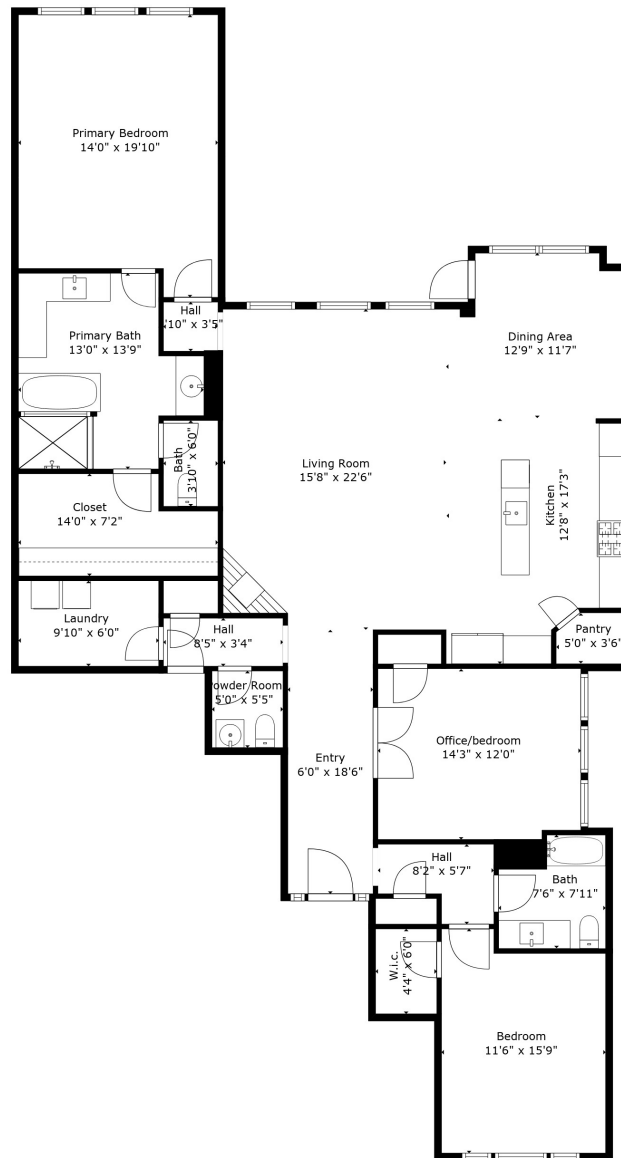 Primary Bedroom
14'0" x 19'10"
Hall
'10" x 3'5"
Primary Bath
13'0" x 13'9"
Dining Area
12'9" x 11'7"
Bath
3'10" x 6'0"
Living Room
15'8" x 22'6"
Kitchen
12'8" x 17'3"
Closet
14'0" x 7'2"
Laundry
9'10" x 6'0"
Hall
8'5" x 3'4"
Pantry
5'0" x 3'6"
owder Room
5'0" x 5'5"
Office/bedroom
14'3" x 12'0"
Entry
6'0" x 18'6"
Hall
8'2" x 5'7"
Bath
7'6" x 7'11"
W.i.c.
4'4" x 6'0"
Bedroom
11'6" x 15'9"